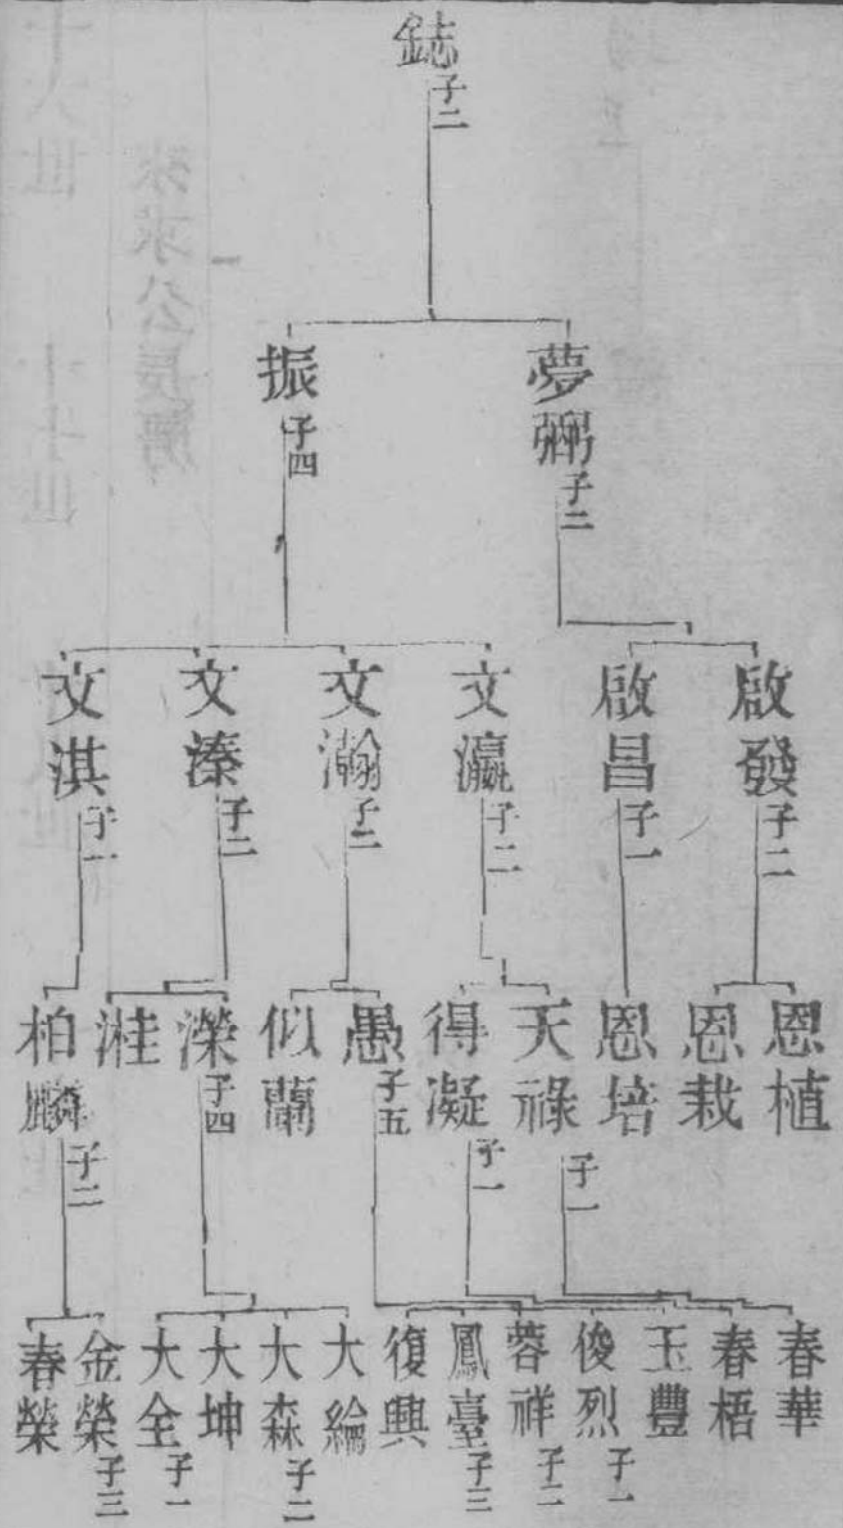 鋕
子二
夢弼
子二
振
子四
啟發
子二
啟昌
子一
文瀛
子二
文瀚
子二
文溱
子二
文淇
子一
恩植
恩栽
恩培
天祿
子一
得凝
子一
愚
子五
似蘭
濚
子四
溎
柏麟
子二
春華
春梧
玉豐
俊烈
子一
蓉祥
子二
鳳臺
子三
復興
大綸
大森
子二
大坤
大全
子一
金榮
子三
春榮